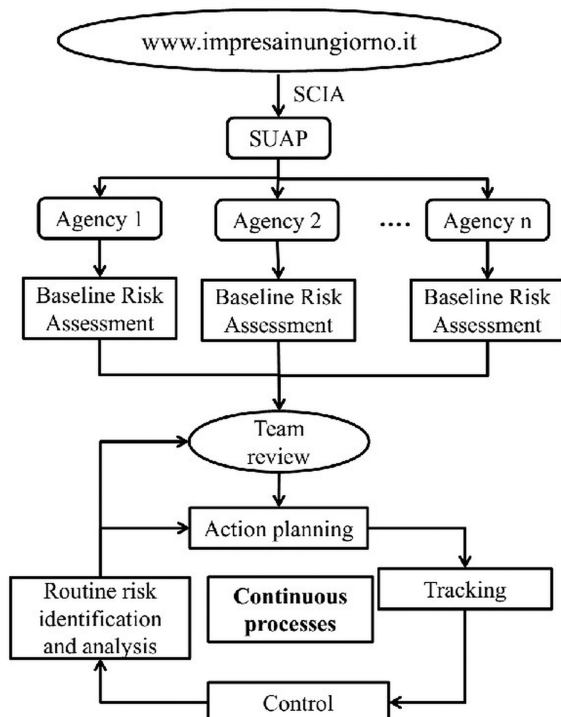 www.impresainungiorno.it
SCIA
SUAP
Agency 1
Agency 2
....
Agency n
Baseline Risk
Assessment
Baseline Risk
Assessment
Baseline Risk
Assessment
Team
review
Action planning
Routine risk
identification
and analysis
Continuous
processes
Tracking
Control